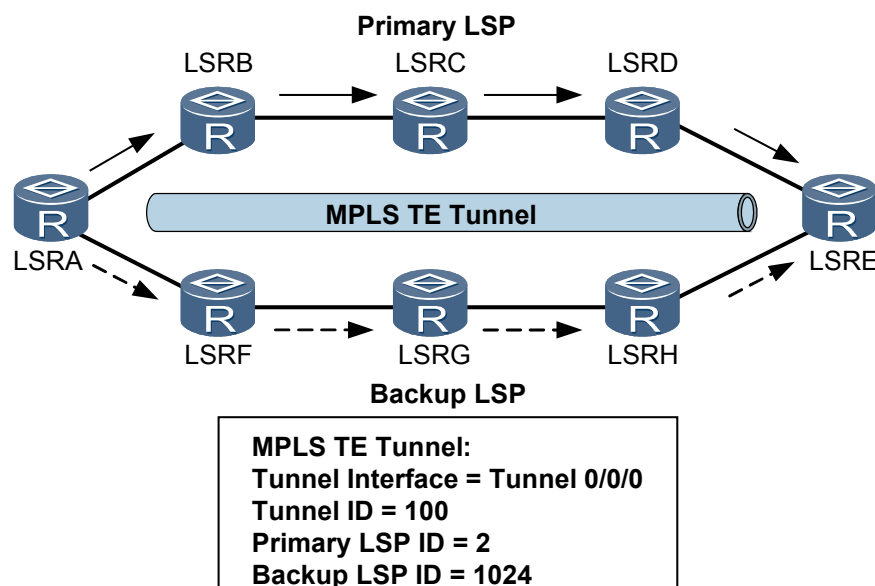 Primary LSP
LSRB LSRC LSRD
R R R
MPLS TE Tunnel
R R
LSRA LSRE
R R R
LSRF LSRG LSRH
Backup LSP
MPLS TE Tunnel:
Tunnel Interface = Tunnel 0/0/0
Tunnel ID = 100
Primary LSP ID = 2
Backup LSP ID = 1024